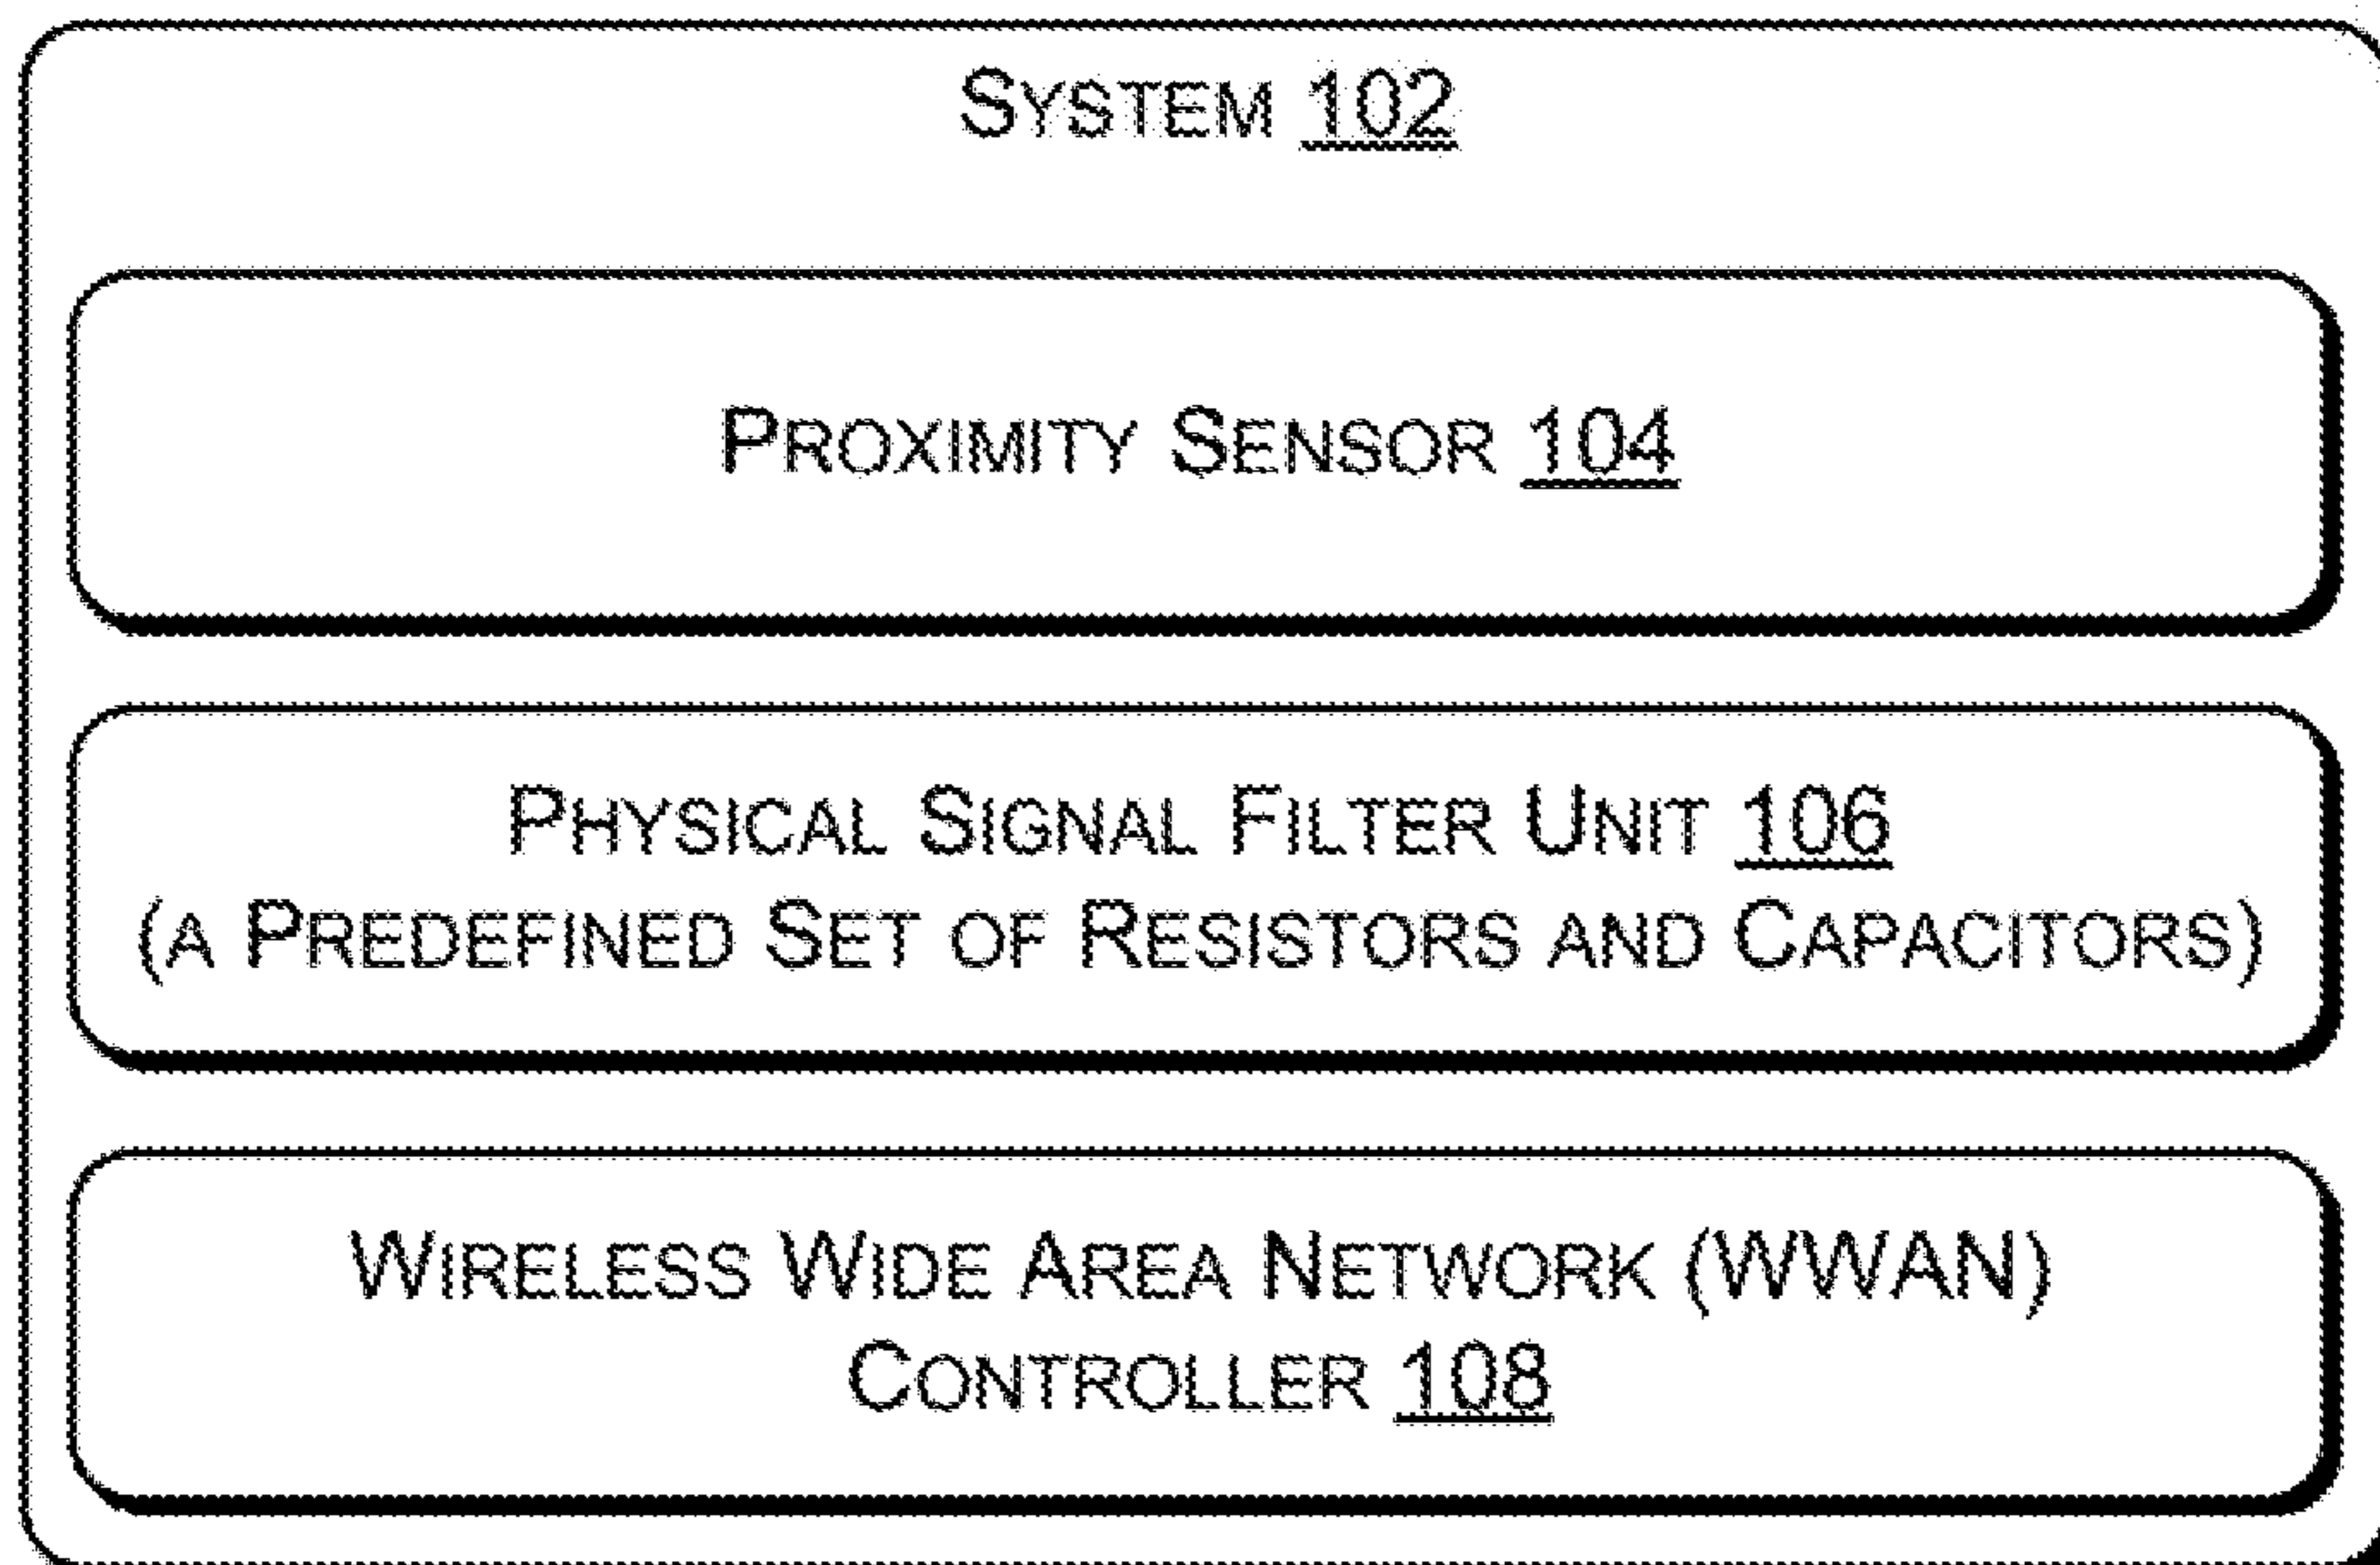 SYSTEM 102
PROXIMITY SENSOR 104
PHYSICAL SIGNAL FILTER UNIT 106
(A PREDEFINED SET OF RESISTORS AND CAPACITORS)
WIRELESS WIDE AREA NETWORK (WWAN)
CONTROLLER 108